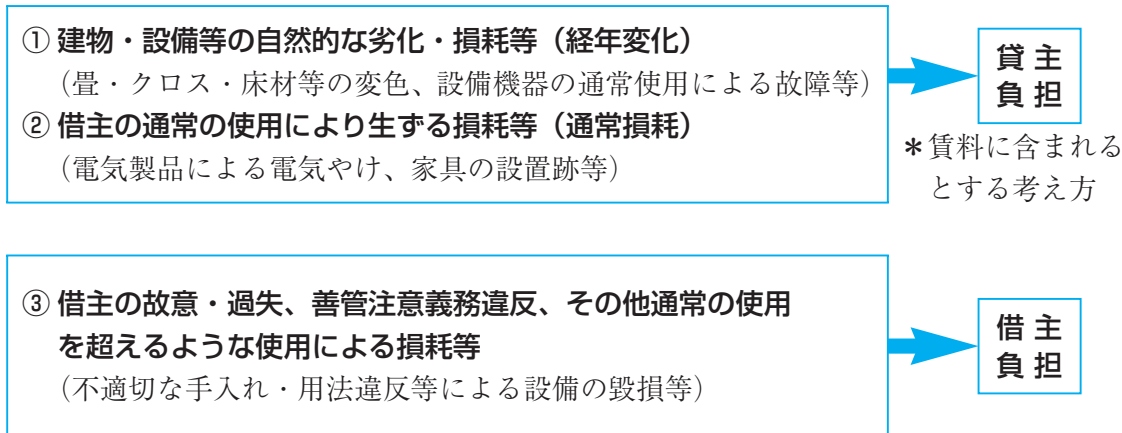 ① 建物・設備等の自然的な劣化・損耗等（経年変化）
（畳・クロス・床材等の変色、設備機器の通常使用による故障等）
② 借主の通常の使用により生ずる損耗等（通常損耗）
（電気製品による電気やけ、家具の設置跡等）
貸主
負担
＊賃料に含まれる
とする考え方
③ 借主の故意・過失、善管注意義務違反、その他通常の使用
を超えるような使用による損耗等
（不適切な手入れ・用法違反等による設備の毀損等）
借主
負担